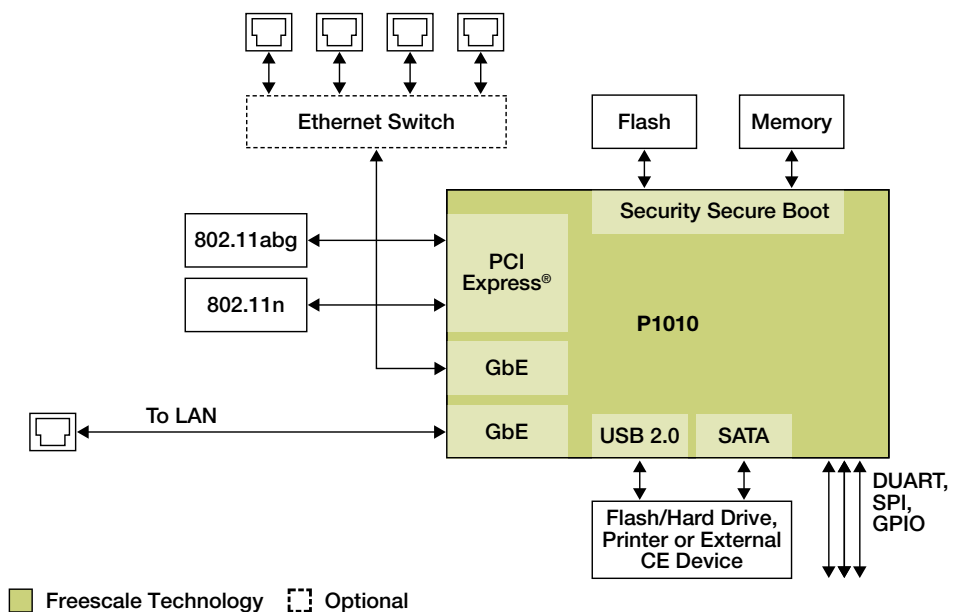 Ethernet Switch
Flash
Memory
Security Secure Boot
802.11abg
PCI
Express®
802.11n
P1010
GbE
To LAN
GbE
USB 2.0
SATA
DUART,
SPI,
GPIO
Flash/Hard Drive,
Printer or External
CE Device
Freescale Technology
Optional